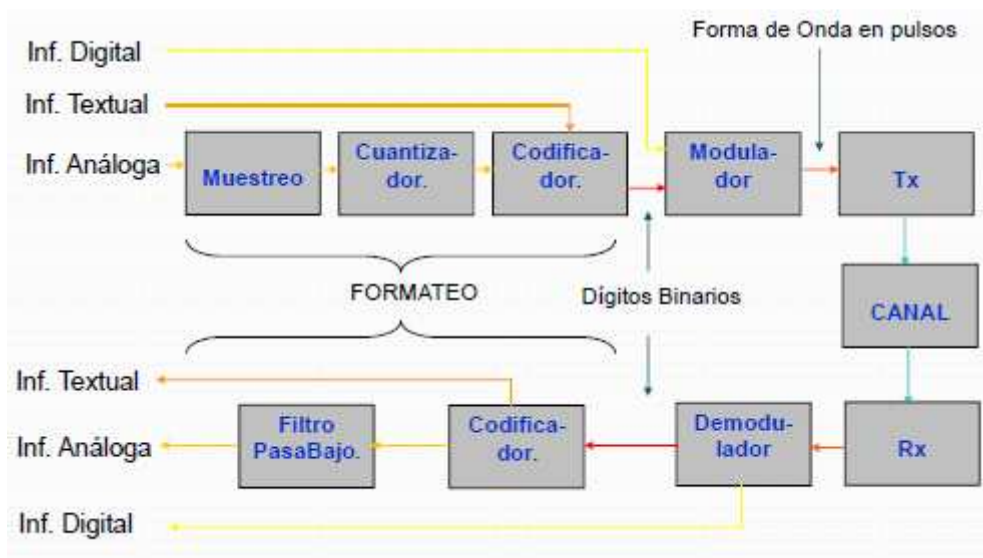 Forma de Onda en pulsos
Inf. Digital
Inf. Textual
Inf. Análoga
Muestreo
Cuantiza-
dor.
Codifica-
dor.
Modula-
dor
Tx
FORMATEO
Dígitos Binarios
CANAL
Inf. Textual
Inf. Análoga
Inf. Digital
Filtro
PasaBajo.
Codifica-
dor.
Demodu-
lador
Rx